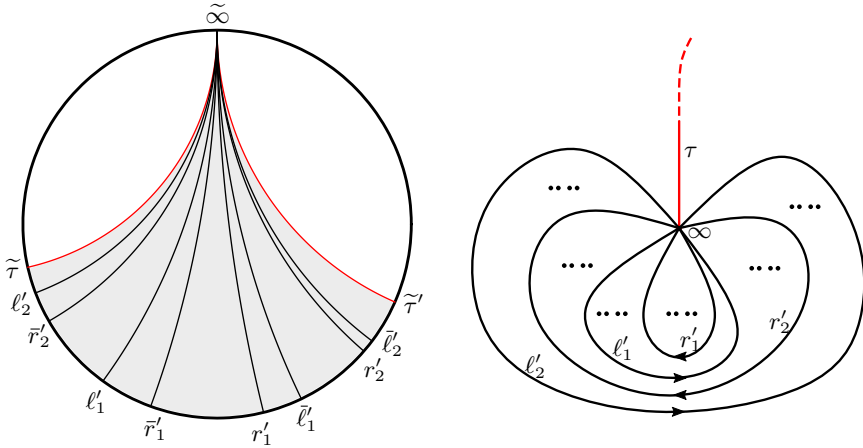 ∞̃
τ̃
ℓ′₂
r̄′₂
ℓ′₁
r̄′₁
r′₁
ℓ̄′₁
r′₂
ℓ̄′₂
τ̃′
τ
∞
r′₁
ℓ′₁
r′₂
ℓ′₂